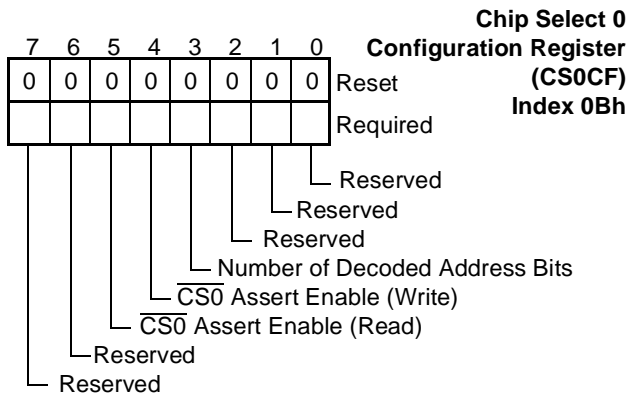 Chip Select 0
Configuration Register
(CS0CF)
Index 0Bh
7 6 5 4 3 2 1 0
0 0 0 0 0 0 0 0 Reset
Required
Reserved
Reserved
Reserved
Number of Decoded Address Bits
C̅S̅0̅ Assert Enable (Write)
C̅S̅0̅ Assert Enable (Read)
Reserved
Reserved